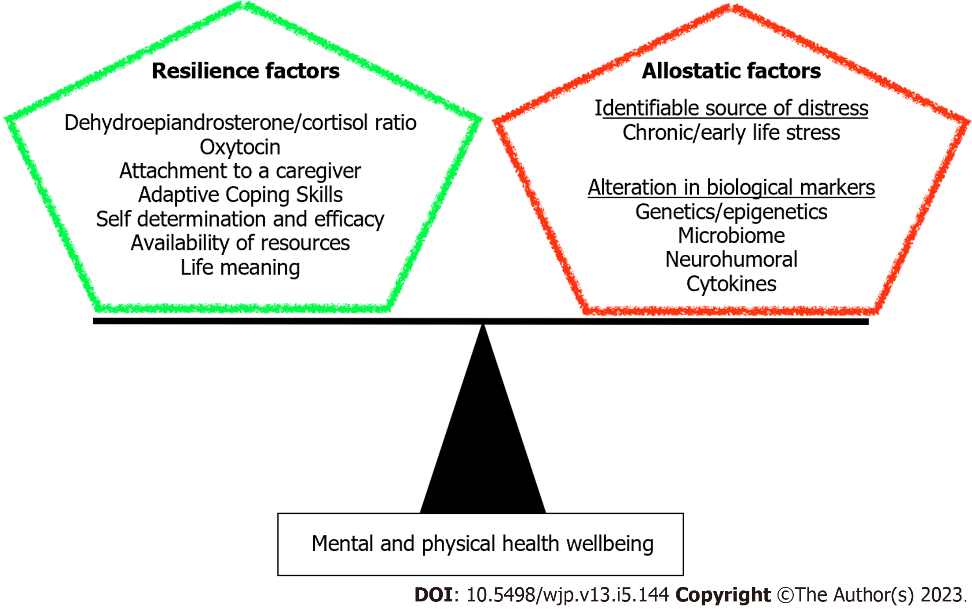 Resilience factors
Dehydroepiandrosterone/cortisol ratio
Oxytocin
Attachment to a caregiver
Adaptive Coping Skills
Self determination and efficacy
Availability of resources
Life meaning
Allostatic factors
Identifiable source of distress
Chronic/early life stress
Alteration in biological markers
Genetics/epigenetics
Microbiome
Neurohumoral
Cytokines
Mental and physical health wellbeing
DOI: 10.5498/wjp.v13.i5.144 Copyright ©The Author(s) 2023.